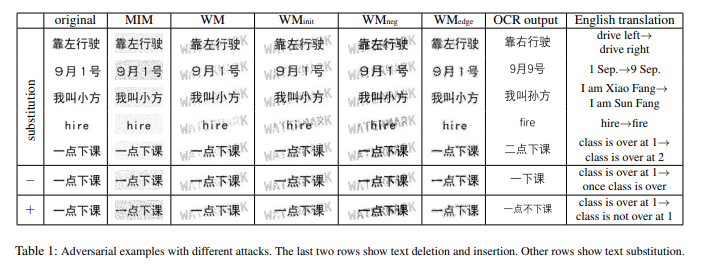 original MIM WM WMinit WMneg WMedge OCR output English translation
substitution
靠左行驶 靠左行驶 靠左行驶 靠左行驶 靠左行驶 靠左行驶 靠右行驶 drive left→
drive right
9月1号 9月1号 9月1号 9月1号 9月1号 9月1号 9月9号 1 Sep.→9 Sep.
我叫小方 我叫小方 我叫小方 我叫小方 我叫小方 我叫小方 我叫孙方 I am Xiao Fang→
I am Sun Fang
hire hire hire hire hire hire fire hire→fire
一点下课 一点下课 一点下课 一点下课 一点下课 一点下课 二点下课 class is over at 1→
class is over at 2
− 一点下课 一点下课 一点下课 一点下课 一点下课 一点下课 一下课 class is over at 1→
once class is over
+ 一点下课 一点下课 一点下课 一点下课 一点下课 一点下课 一点不下课 class is over at 1→
class is not over at 1
Table 1: Adversarial examples with different attacks. The last two rows show text deletion and insertion. Other rows show text substitution.